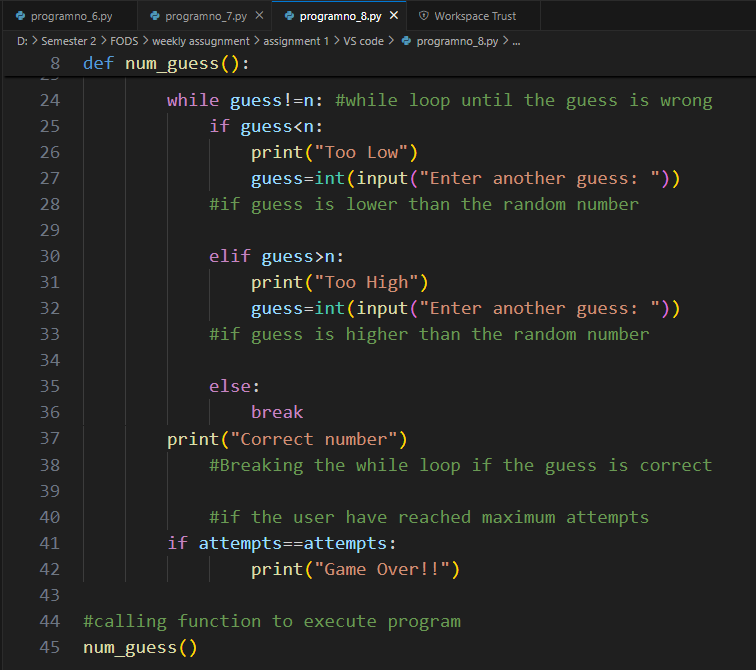 programno_6.py programno_7.py programno_8.py Workspace Trust
D: > Semester 2 > FODS > weekly assugnment > assignment 1 > VS code > programno_8.py > ...
8 def num_guess():
24 while guess!=n: #while loop until the guess is wrong
25 if guess<n:
26 print("Too Low")
27 guess=int(input("Enter another guess: "))
28 #if guess is lower than the random number
29
30 elif guess>n:
31 print("Too High")
32 guess=int(input("Enter another guess: "))
33 #if guess is higher than the random number
34
35 else:
36 break
37 print("Correct number")
38 #Breaking the while loop if the guess is correct
39
40 #if the user have reached maximum attempts
41 if attempts==attempts:
42 print("Game Over!!")
43
44 #calling function to execute program
45 num_guess()